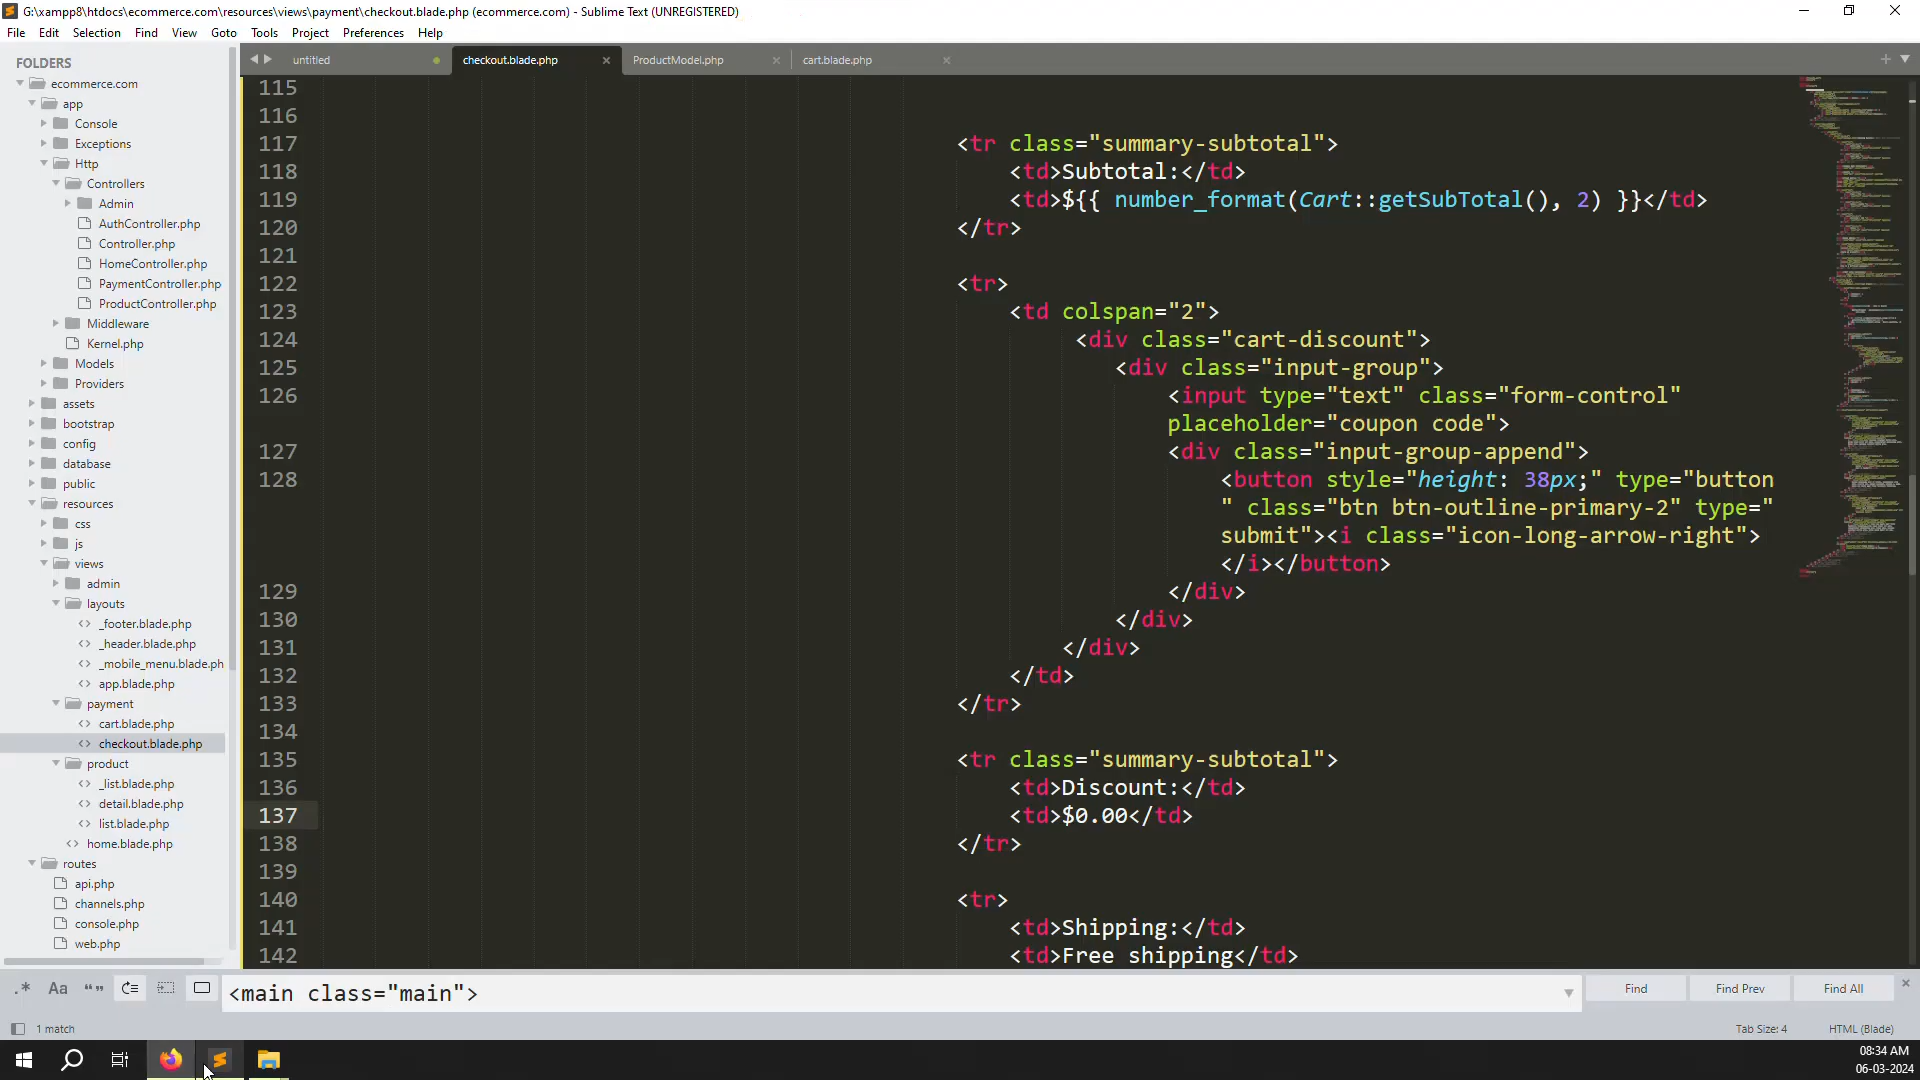 G:\xampp8\htdocs\ecommerce.com\resources\views\payment\checkout.blade.php (ecommerce.com) - Sublime Text (UNREGISTERED)
File Edit Selection Find View Goto Tools Project Preferences Help
FOLDERS
ecommerce.com
app
Console
Exceptions
Http
Controllers
Admin
AuthController.php
Controller.php
HomeController.php
PaymentController.php
ProductController.php
Middleware
Kernel.php
Models
Providers
assets
bootstrap
config
database
public
resources
css
js
views
admin
layouts
_footer.blade.php
_header.blade.php
_mobile_menu.blade.ph
app.blade.php
payment
cart.blade.php
checkout.blade.php
product
_list.blade.php
detail.blade.php
list.blade.php
home.blade.php
routes
api.php
channels.php
console.php
web.php
untitled checkout.blade.php ProductModel.php cart.blade.php
115
116
117 <tr class="summary-subtotal">
118 <td>Subtotal:</td>
119 <td>${{ number_format(Cart::getSubTotal(), 2) }}</td>
120 </tr>
121
122 <tr>
123 <td colspan="2">
124 <div class="cart-discount">
125 <div class="input-group">
126 <input type="text" class="form-control"
placeholder="coupon code">
127 <div class="input-group-append">
128 <button style="height: 38px;" type="button
" class="btn btn-outline-primary-2" type="
submit"><i class="icon-long-arrow-right">
</i></button>
129 </div>
130 </div>
131 </div>
132 </td>
133 </tr>
134
135 <tr class="summary-subtotal">
136 <td>Discount:</td>
137 <td>$0.00</td>
138 </tr>
139
140 <tr>
141 <td>Shipping:</td>
142 <td>Free shipping</td>
.* Aa “” <main class="main"> Find Find Prev Find All
1 match Tab Size: 4 HTML (Blade)
08:34 AM
06-03-2024